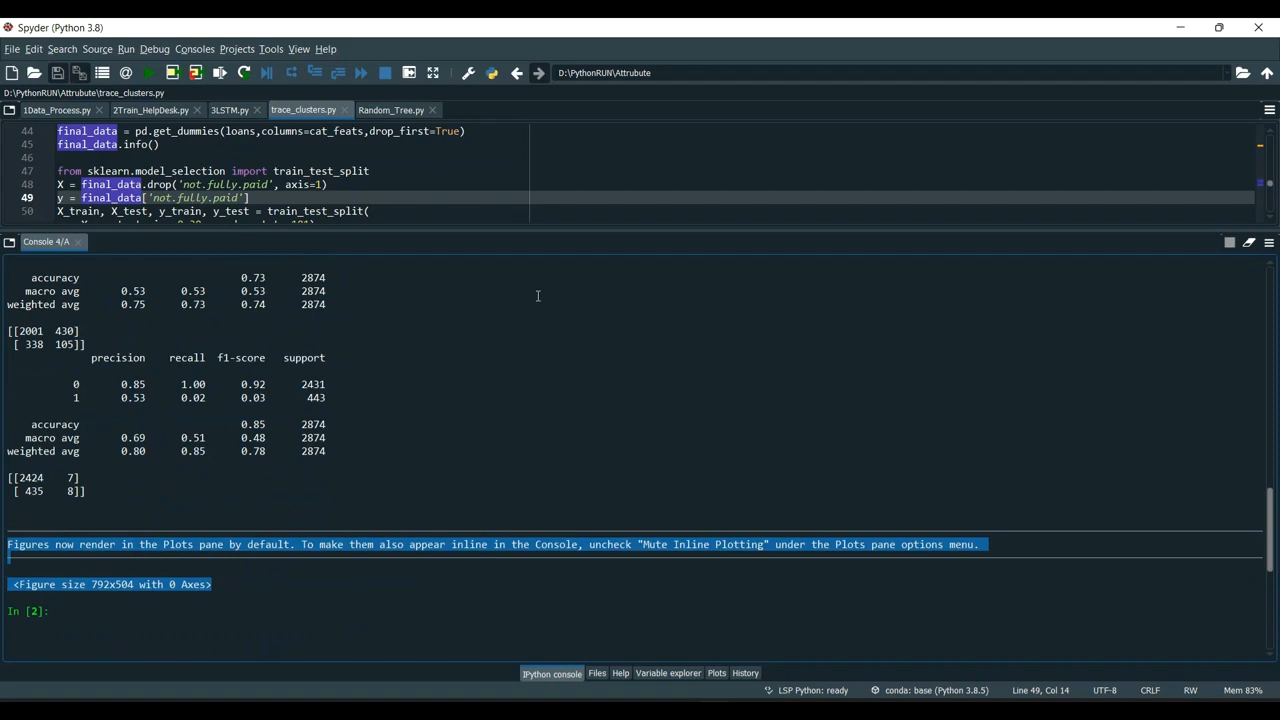 Spyder (Python 3.8)
File Edit Search Source Run Debug Consoles Projects Tools View Help
D:\PythonRUN\Attrubute
D:\PythonRUN\Attrubute\trace_clusters.py
1Data_Process.py 2Train_HelpDesk.py 3LSTM.py trace_clusters.py Random_Tree.py
44 final_data = pd.get_dummies(loans,columns=cat_feats,drop_first=True)
45 final_data.info()
46
47 from sklearn.model_selection import train_test_split
48 X = final_data.drop('not.fully.paid', axis=1)
49 y = final_data['not.fully.paid']
50 X_train, X_test, y_train, y_test = train_test_split(
Console 4/A
accuracy 0.73 2874
macro avg 0.53 0.53 0.53 2874
weighted avg 0.75 0.73 0.74 2874
[[2001 430]
[ 338 105]]
precision recall f1-score support
0 0.85 1.00 0.92 2431
1 0.53 0.02 0.03 443
accuracy 0.85 2874
macro avg 0.69 0.51 0.48 2874
weighted avg 0.80 0.85 0.78 2874
[[2424 7]
[ 435 8]]
Figures now render in the Plots pane by default. To make them also appear inline in the Console, uncheck "Mute Inline Plotting" under the Plots pane options menu.
<Figure size 792x504 with 0 Axes>
In [2]:
IPython console Files Help Variable explorer Plots History
LSP Python: ready conda: base (Python 3.8.5) Line 49, Col 14 UTF-8 CRLF RW Mem 83%